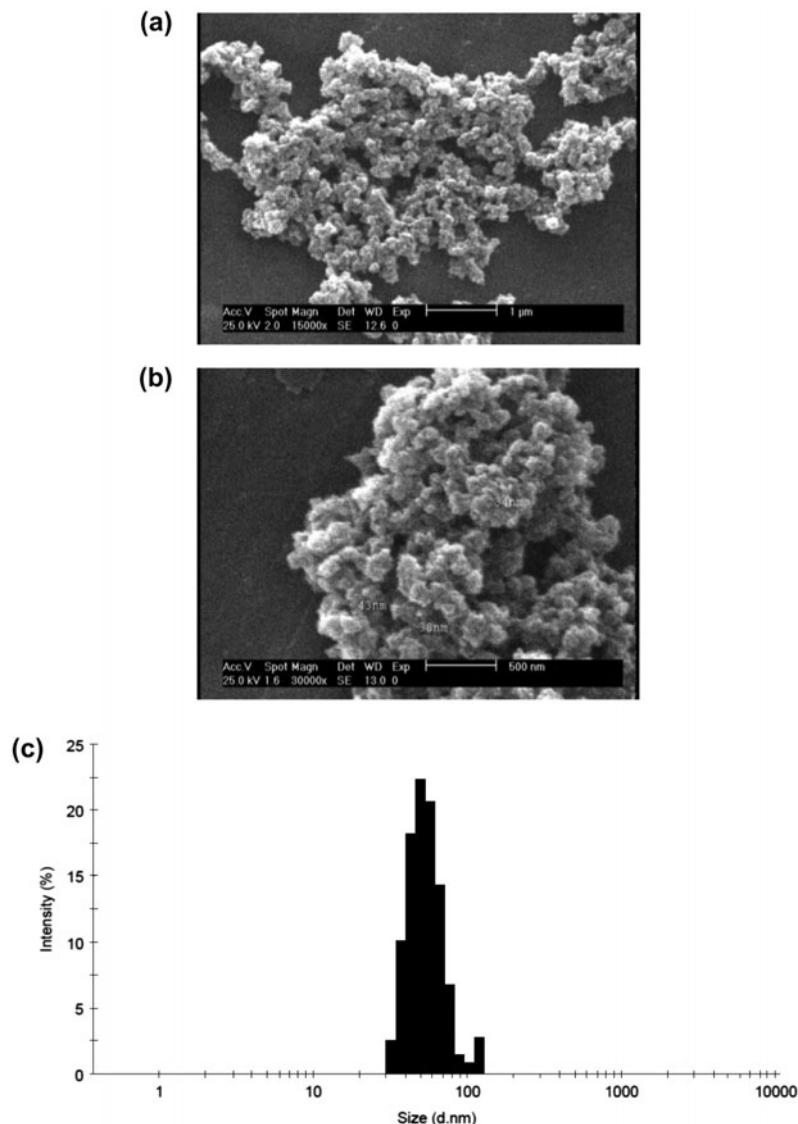 (a)
Acc.V Spot Magn Det WD Exp 1 µm
25.0 kV 2.0 15000x SE 12.6 0
(b)
34nm
43nm
38nm
Acc.V Spot Magn Det WD Exp 500 nm
25.0 kV 1.6 30000x SE 13.0 0
(c)
25
20
15
10
5
0
Intensity (%)
1 10 100 1000 10000
Size (d.nm)